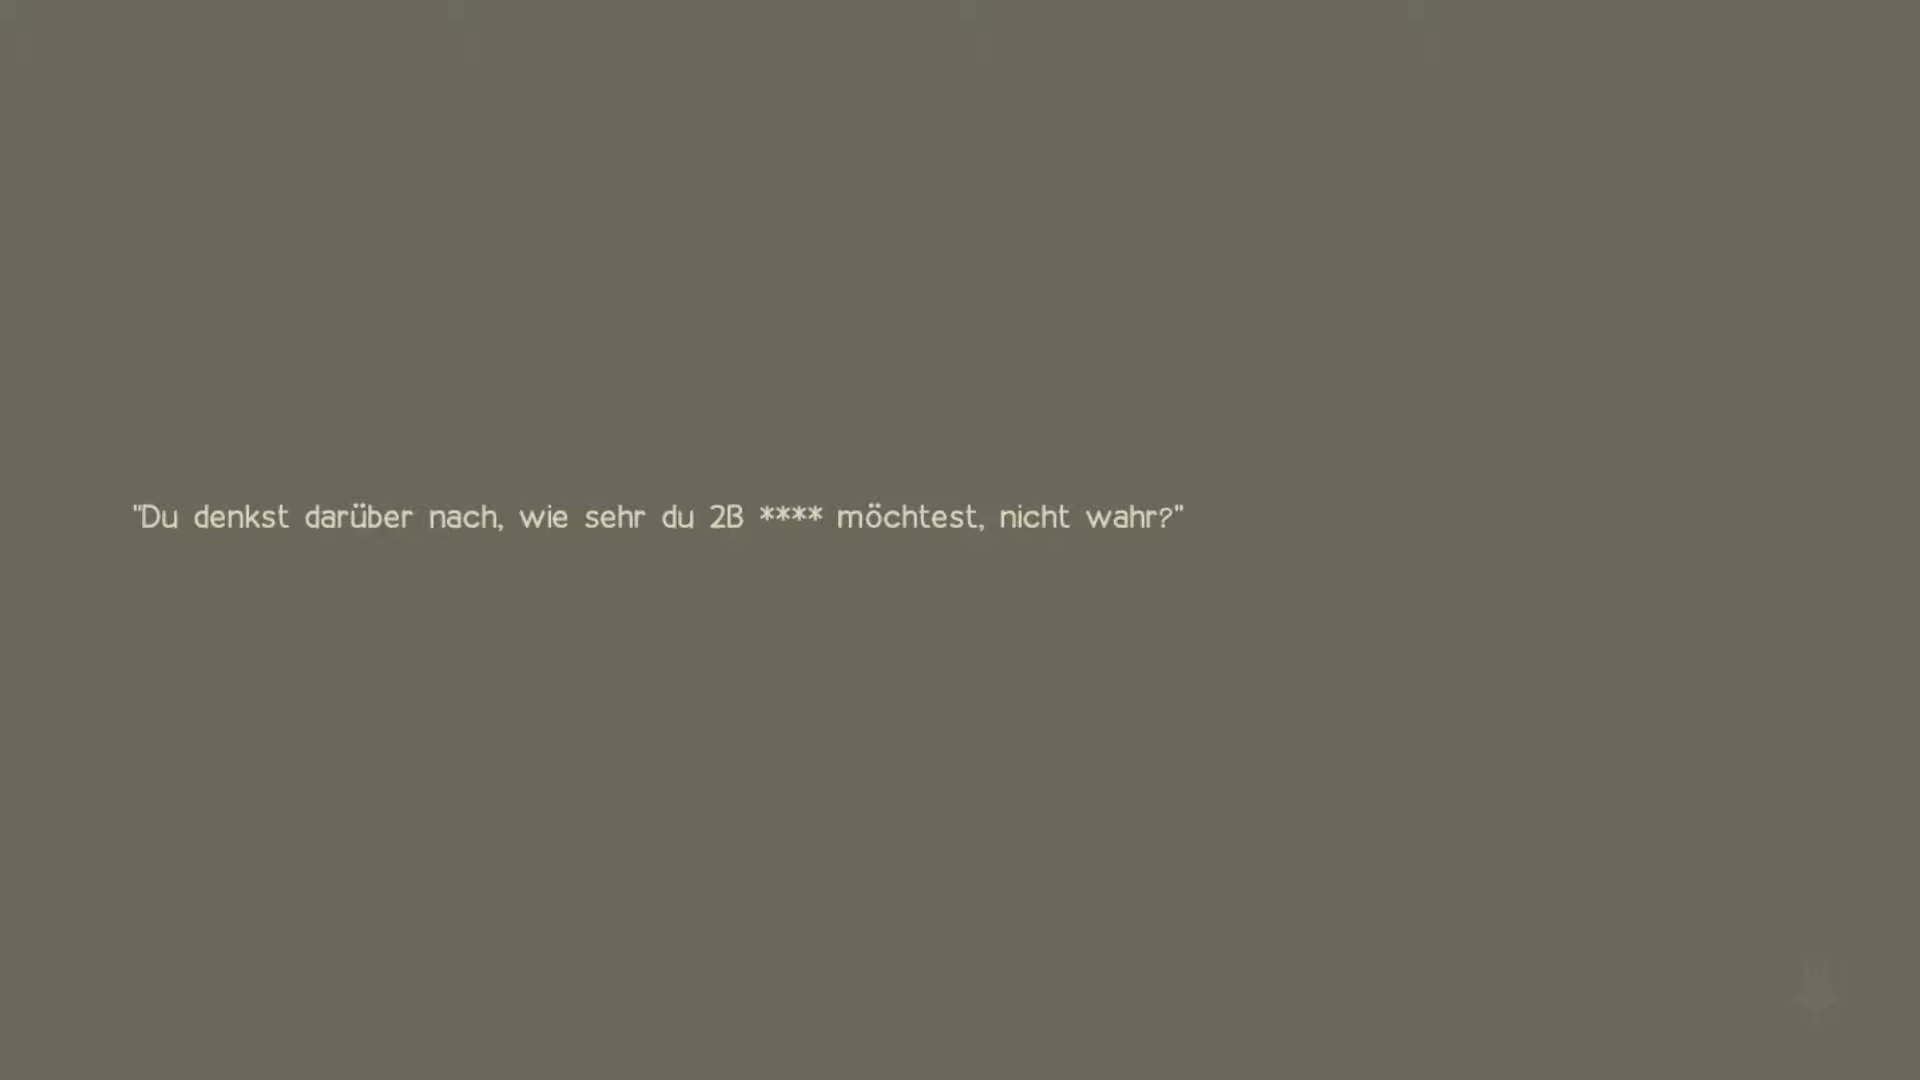 "Du denkst darüber nach, wie sehr du 2B **** möchtest, nicht wahr?"